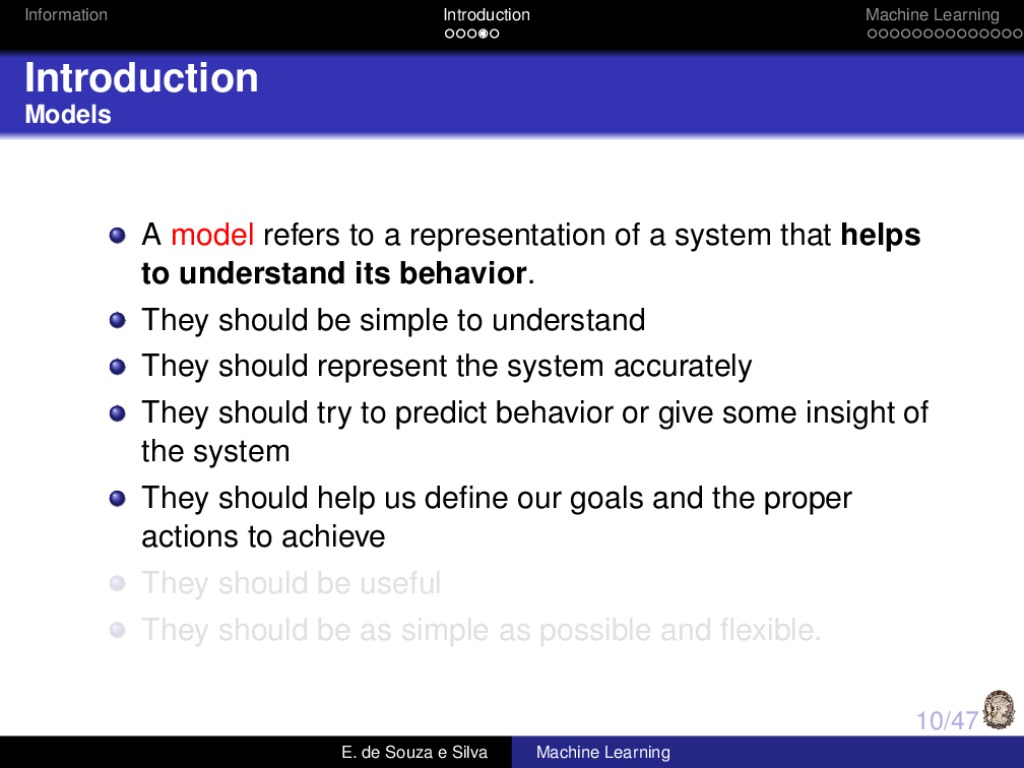 Information Introduction Machine Learning
Introduction
Models
A model refers to a representation of a system that helps
to understand its behavior.
They should be simple to understand
They should represent the system accurately
They should try to predict behavior or give some insight of
the system
They should help us define our goals and the proper
actions to achieve
They should be useful
They should be as simple as possible and flexible.
10/47
E. de Souza e Silva Machine Learning